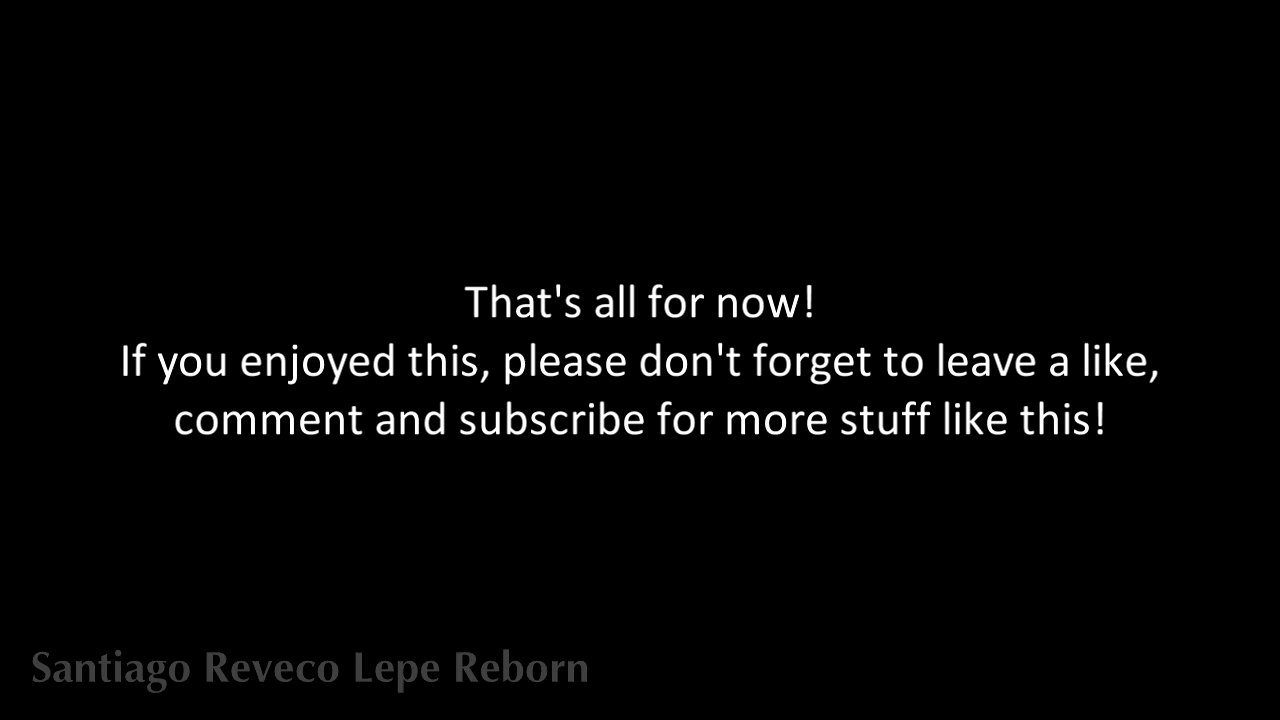 That's all for now!
If you enjoyed this, please don't forget to leave a like,
comment and subscribe for more stuff like this!
Santiago Reveco Lepe Reborn